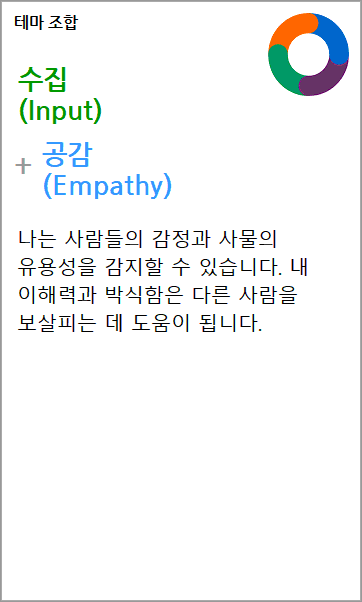 테마 조합
수집
(Input)
+ 공감
(Empathy)
나는 사람들의 감정과 사물의
유용성을 감지할 수 있습니다. 내
이해력과 박식함은 다른 사람을
보살피는 데 도움이 됩니다.